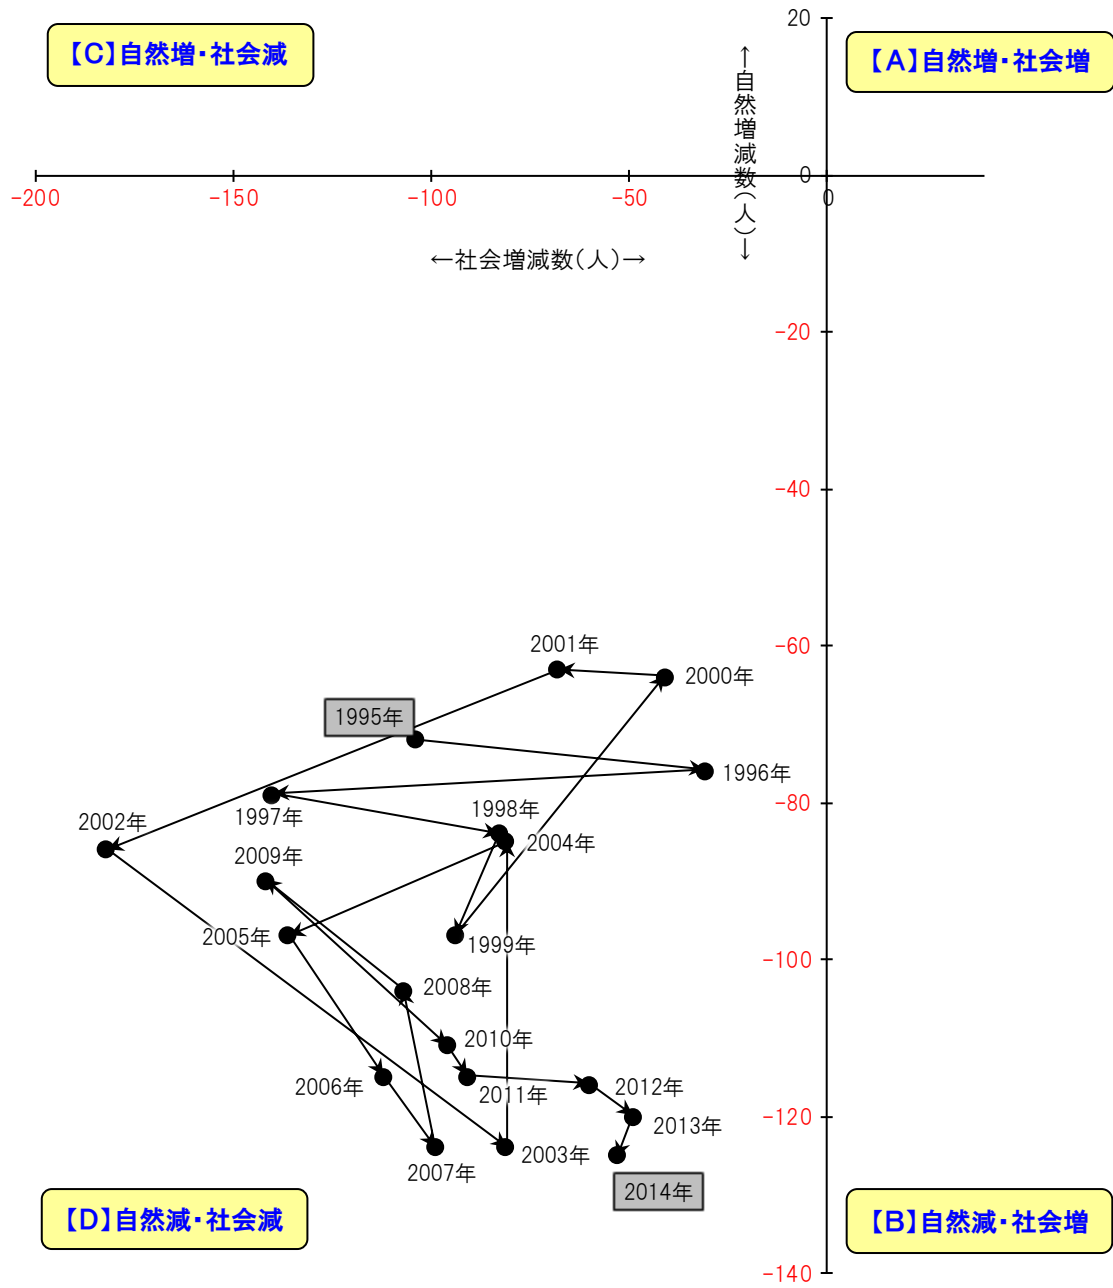 【C】自然増・社会減
【A】自然増・社会増
20
0
-20
-40
-60
-80
-100
-120
-140
-200
-150
-100
-50
0
←自然増減数（人）→
←社会増減数（人）→
2001年
2000年
1995年
1996年
1997年
1998年
2002年
2004年
2009年
2005年
1999年
2008年
2010年
2006年
2011年
2012年
2013年
2007年
2003年
2014年
【D】自然減・社会減
【B】自然減・社会増